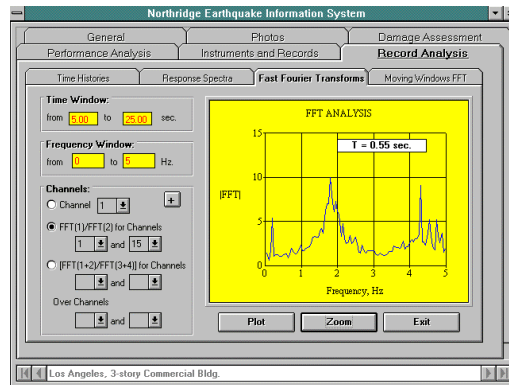 Northridge Earthquake Information System
General Photos Damage Assessment
Performance Analysis Instruments and Records Record Analysis
Time Histories Response Spectra Fast Fourier Transforms Moving Windows FFT
Time Window:
from 5.00 to 25.00 sec.
Frequency Window:
from 0 to 5 Hz.
Channels:
Channel 1 +
FFT(1)/FFT(2) for Channels
1 and 15
[FFT(1+2)/FFT(3+4)] for Channels
and
Over Channels
and
FFT ANALYSIS
T = 0.55 sec.
15
10
5
0
|FFT|
0 1 2 3 4 5
Frequency, Hz
Plot Zoom Exit
Los Angeles, 3-story Commercial Bldg.